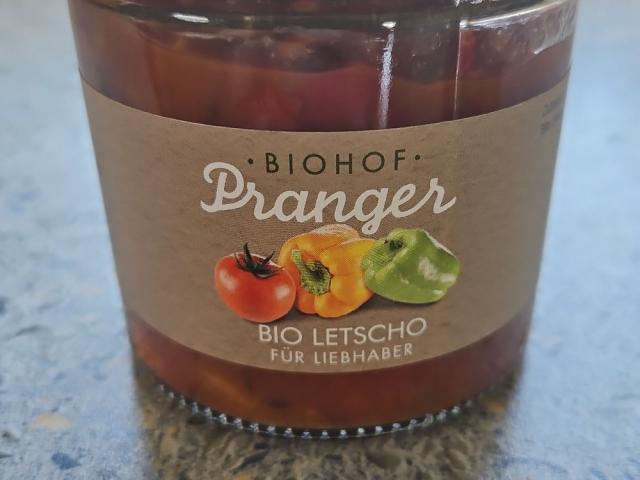 · BIOHOF ·
Pranger
BIO LETSCHO
FÜR LIEBHABER